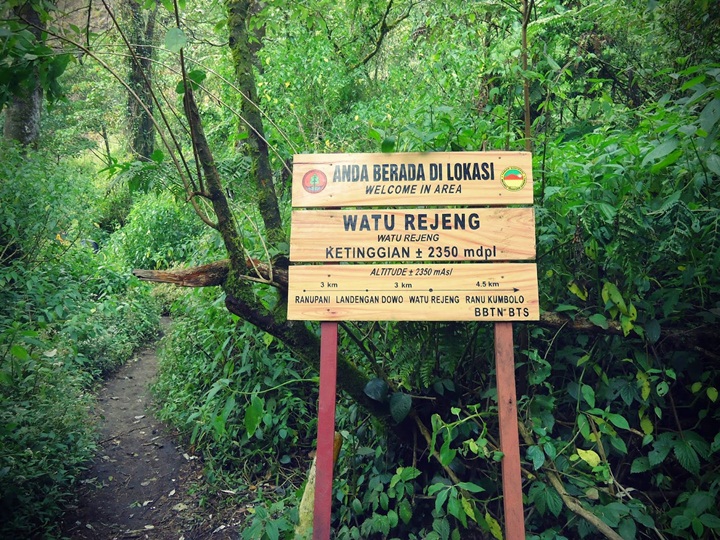 ANDA BERADA DI LOKASI
WELCOME IN AREA
WATU REJENG
WATU REJENG
KETINGGIAN ± 2350 mdpl
ALTITUDE ± 2350 mAsl
3 km 3 km 4.5 km
RANUPANI LANDENGAN DOWO WATU REJENG RANU KUMBOLO
BBTN BTS